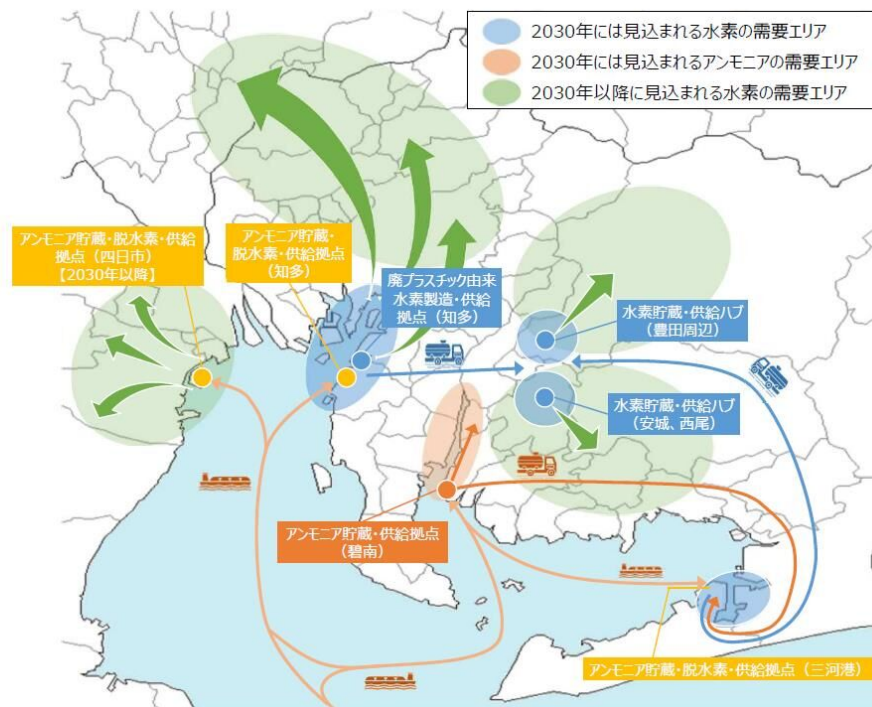 2030年には見込まれる水素の需要エリア
2030年には見込まれるアンモニアの需要エリア
2030年以降に見込まれる水素の需要エリア
アンモニア貯蔵・脱水素・供給
拠点（四日市）
【2030年以降】
アンモニア貯蔵・
脱水素・供給拠点
（知多）
廃プラスチック由来
水素製造・供給
拠点（知多）
水素貯蔵・供給ハブ
（豊田周辺）
水素貯蔵・供給ハブ
（安城、西尾）
アンモニア貯蔵・供給拠点
（碧南）
アンモニア貯蔵・脱水素・供給拠点（三河港）